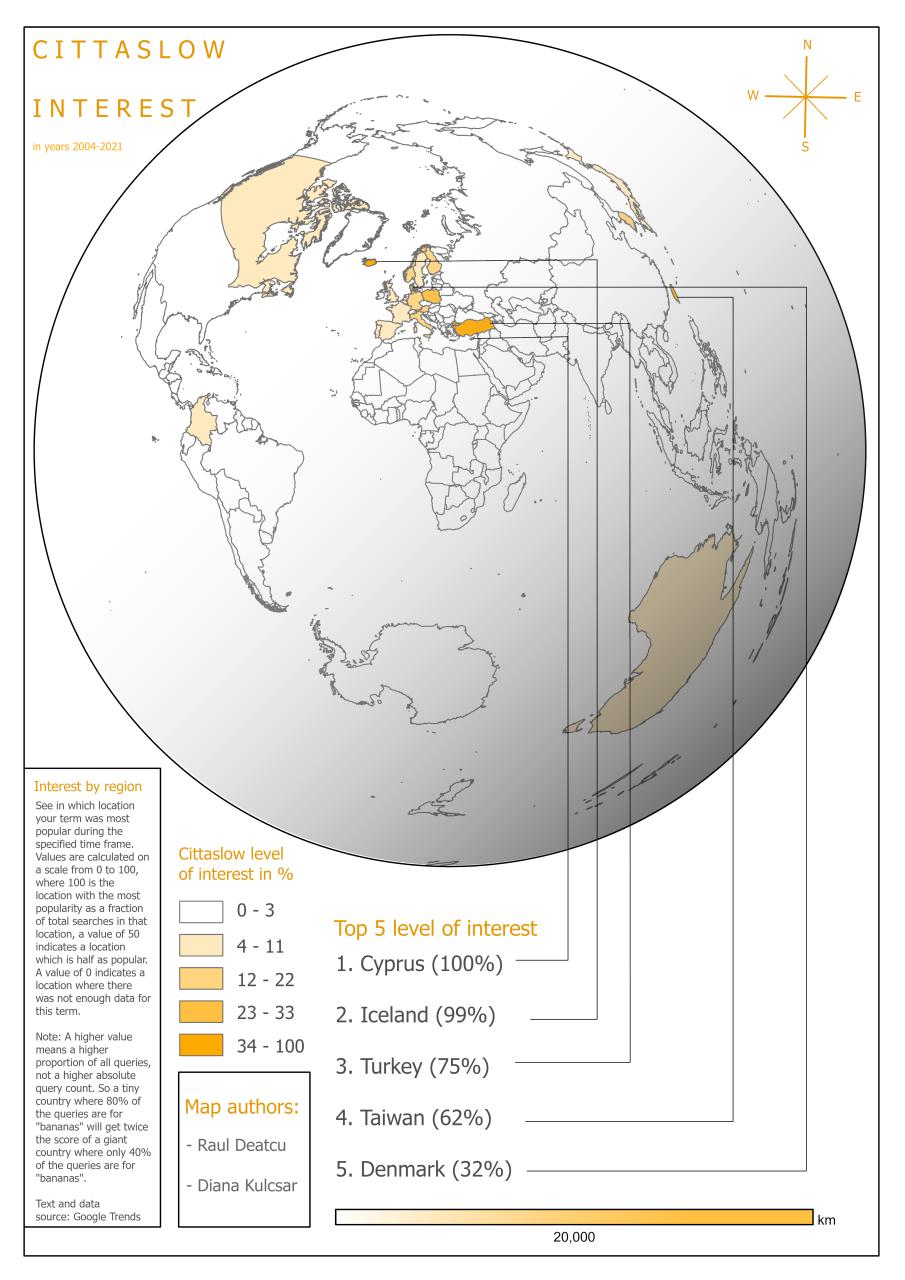 CITTASLOW
INTEREST
in years 2004-2021
N
W
E
S
Interest by region
See in which location
your term was most
popular during the
specified time frame.
Values are calculated on
a scale from 0 to 100,
where 100 is the
location with the most
popularity as a fraction
of total searches in that
location, a value of 50
indicates a location
which is half as popular.
A value of 0 indicates a
location where there
was not enough data for
this term.
Note: A higher value
means a higher
proportion of all queries,
not a higher absolute
query count. So a tiny
country where 80% of
the queries are for
"bananas" will get twice
the score of a giant
country where only 40%
of the queries are for
"bananas".
Text and data
source: Google Trends
Cittaslow level
of interest in %
0 - 3
4 - 11
12 - 22
23 - 33
34 - 100
Map authors:
- Raul Deatcu
- Diana Kulcsar
Top 5 level of interest
1. Cyprus (100%)
2. Iceland (99%)
3. Turkey (75%)
4. Taiwan (62%)
5. Denmark (32%)
km
20,000